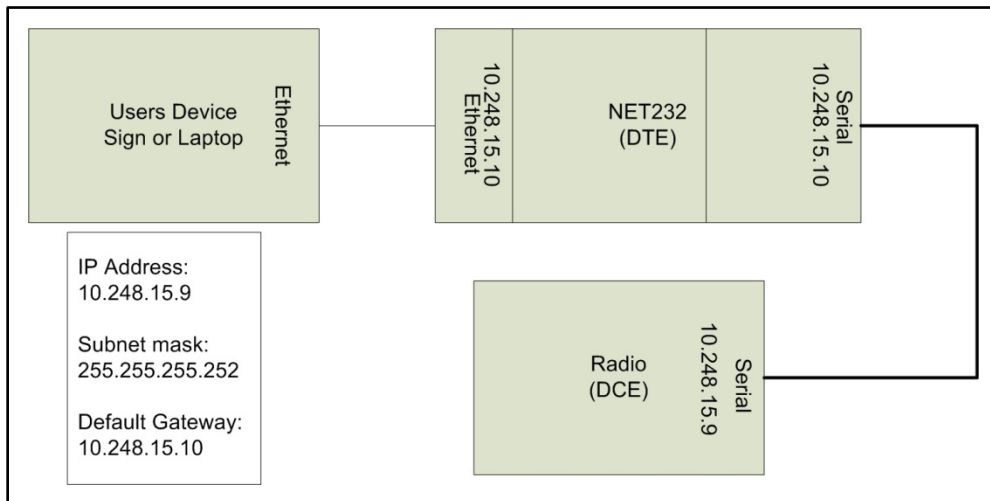 Users Device
Sign or Laptop
Ethernet
10.248.15.10
Ethernet
NET232
(DTE)
Serial
10.248.15.10
IP Address:
10.248.15.9
Subnet mask:
255.255.255.252
Default Gateway:
10.248.15.10
Radio
(DCE)
Serial
10.248.15.9